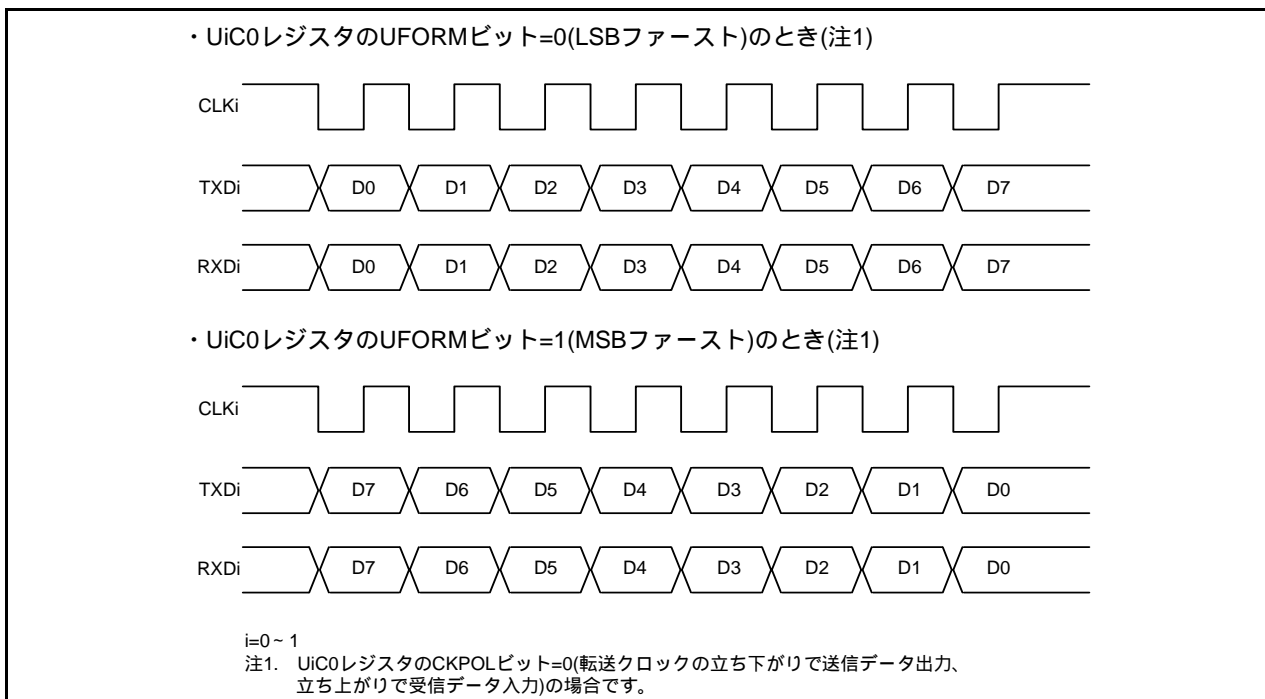 ・UiC0レジスタのUFORMビット=0(LSBファースト)のとき(注1)
CLKi
TXDi D0 D1 D2 D3 D4 D5 D6 D7
RXDi D0 D1 D2 D3 D4 D5 D6 D7
・UiC0レジスタのUFORMビット=1(MSBファースト)のとき(注1)
CLKi
TXDi D7 D6 D5 D4 D3 D2 D1 D0
RXDi D7 D6 D5 D4 D3 D2 D1 D0
i=0~1
注1. UiC0レジスタのCKPOLビット=0(転送クロックの立ち下がりで送信データ出力、
立ち上がりで受信データ入力)の場合です。